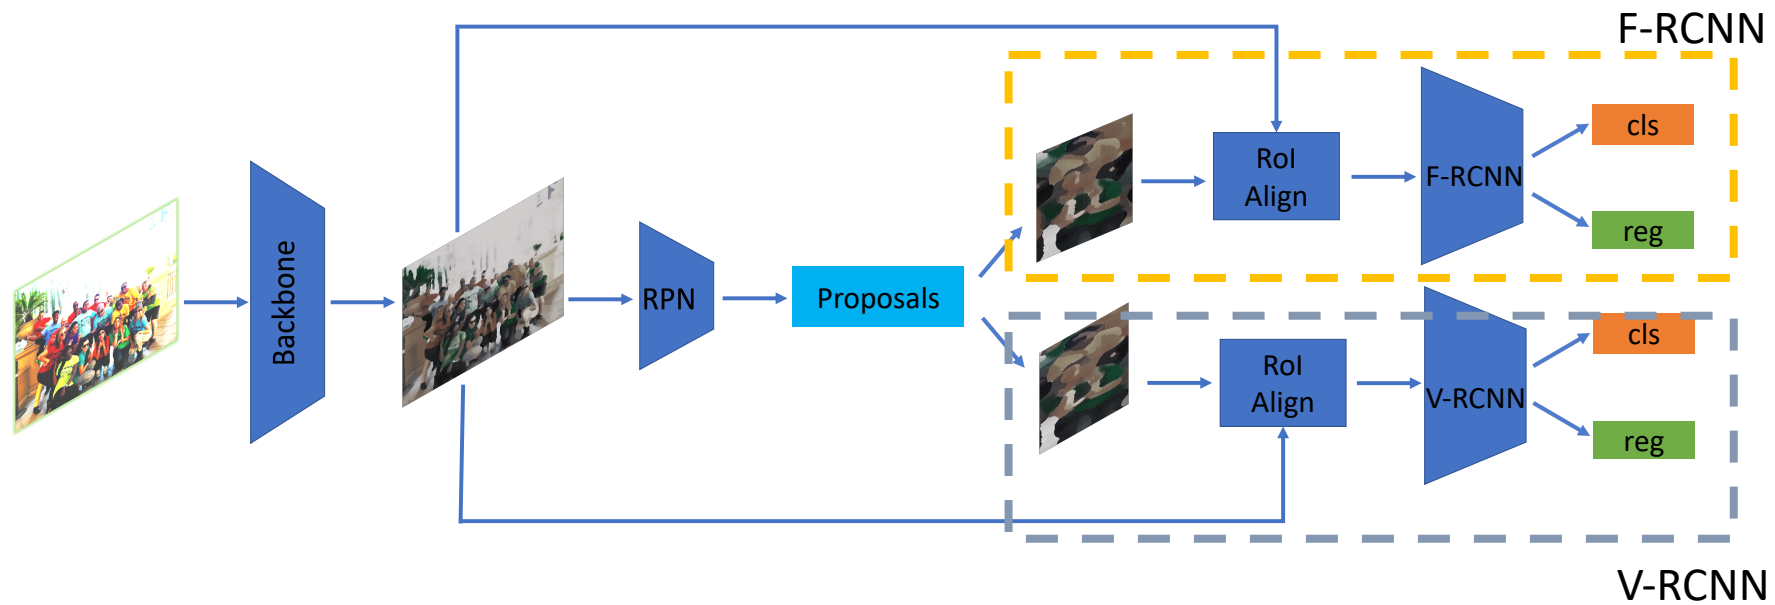 F-RCNN
cls
RoI
Align
F-RCNN
reg
Backbone
RPN
Proposals
cls
RoI
Align
V-RCNN
reg
V-RCNN